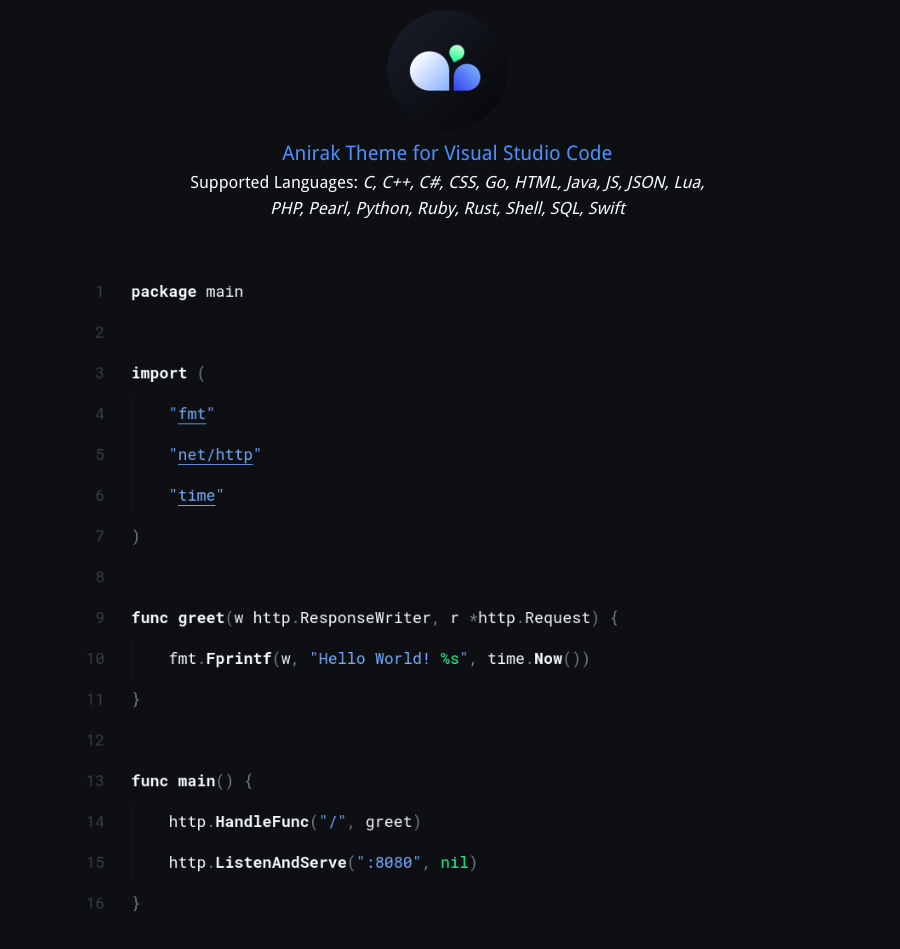 Anirak Theme for Visual Studio Code
Supported Languages: C, C++, C#, CSS, Go, HTML, Java, JS, JSON, Lua,
PHP, Pearl, Python, Ruby, Rust, Shell, SQL, Swift
1 package main
2
3 import (
4     "fmt"
5     "net/http"
6     "time"
7 )
8
9 func greet(w http.ResponseWriter, r *http.Request) {
10     fmt.Fprintf(w, "Hello World! %s", time.Now())
11 }
12
13 func main() {
14     http.HandleFunc("/", greet)
15     http.ListenAndServe(":8080", nil)
16 }